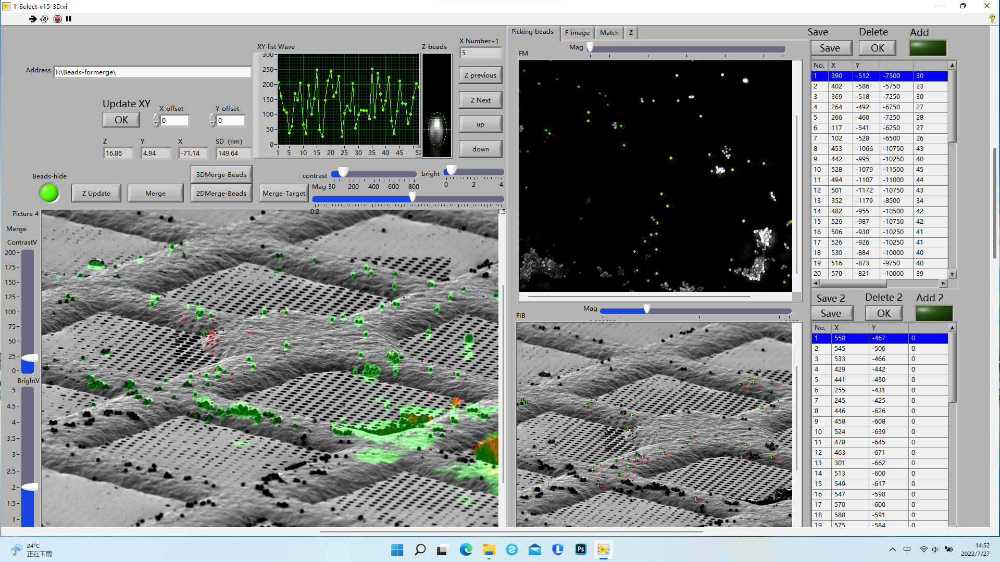 1-Select-v15-3D.vi
Address
F:\Beads-formerge\
Update XY
OK
X-offset
0
Y-offset
0
Z
Y
X
SD (nm)
16.86
4.94
-71.14
149.64
XY-list Wave
300
250
200
150
100
50
0
1 5 10 15 20 25 30 35 40 45 52
Z-beads
X Number+1
5
Z previous
Z Next
up
down
Beads-hide
Z Update
Merge
3DMerge-Beads
2DMerge-Beads
Merge-Target
contrast
30 200 400 600 800
bright
0 2 4
Mag
0.2 1.5
Picture 4
Merge
ContrastV
200
175
150
125
100
75
50
25
0
BrightV
5
4.5
4
3.5
3
2.5
2
1.5
1
Picking beads F-image Match Z
Mag
FM
Mag
FIB
Save Delete Add
Save OK
No. X Y
1 390 -512 -7500 30
2 402 -586 -5750 23
3 369 -518 -7250 30
4 264 -492 -6750 27
5 266 -460 -7250 28
6 117 -541 -6250 27
7 102 -528 -6500 26
8 453 -1066 -10750 43
9 442 -995 -10250 40
10 528 -1079 -11500 45
11 494 -1107 -11000 44
12 501 -1172 -10750 43
13 352 -1179 -8500 34
14 482 -955 -10500 42
15 526 -987 -10750 42
16 506 -930 -10250 41
17 526 -926 -10250 41
18 530 -884 -10000 40
19 516 -873 -9750 40
20 570 -821 -10000 39
Save 2 Delete 2 Add 2
Save OK
No. X Y
1 558 -467 0
2 545 -506 0
3 533 -466 0
4 429 -442 0
5 441 -430 0
6 255 -431 0
7 245 -425 0
8 446 -626 0
9 458 -608 0
10 524 -639 0
11 478 -645 0
12 463 -671 0
13 301 -662 0
14 513 -600 0
15 549 -617 0
16 547 -598 0
17 570 -600 0
18 588 -591 0
19 575 -584 0
24°C
正在下雨
Ps
中
14:52
2022/7/27